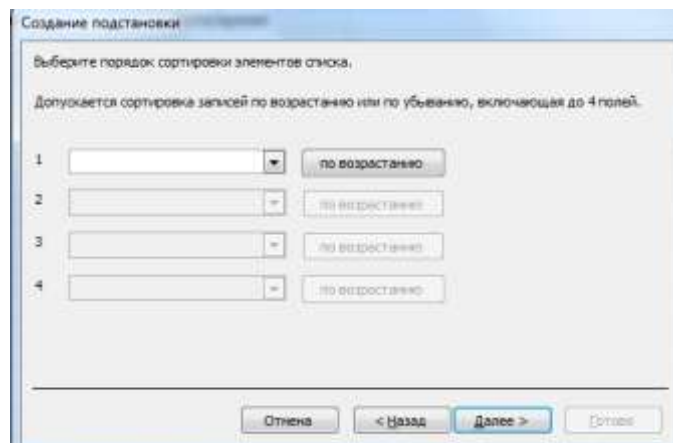 Создание подстановки
Выберите порядок сортировки элементов списка.
Допускается сортировка записей по возрастанию или по убыванию, включающая до 4 полей.
1 по возрастанию
2 по возрастанию
3 по возрастанию
4 по возрастанию
Отмена < Назад Далее > Готово